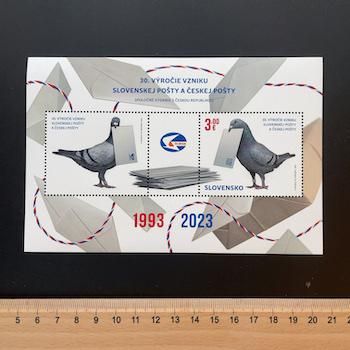 30. VÝROČIE VZNIKU
SLOVENSKEJ POŠTY A ČESKEJ POŠTY
SPOLOČNÉ VYDANIE S ČESKOU REPUBLIKOU
30. VÝROČIE VZNIKU
SLOVENSKEJ POŠTY
A ČESKEJ POŠTY
3,00
€
30. VÝROČIE VZNIKU
SLOVENSKEJ POŠTY
A ČESKEJ POŠTY
SLOVENSKO
1993 2023
5 6 7 8 9 10 11 12 13 14 15 16 17 18 19 20 21 22